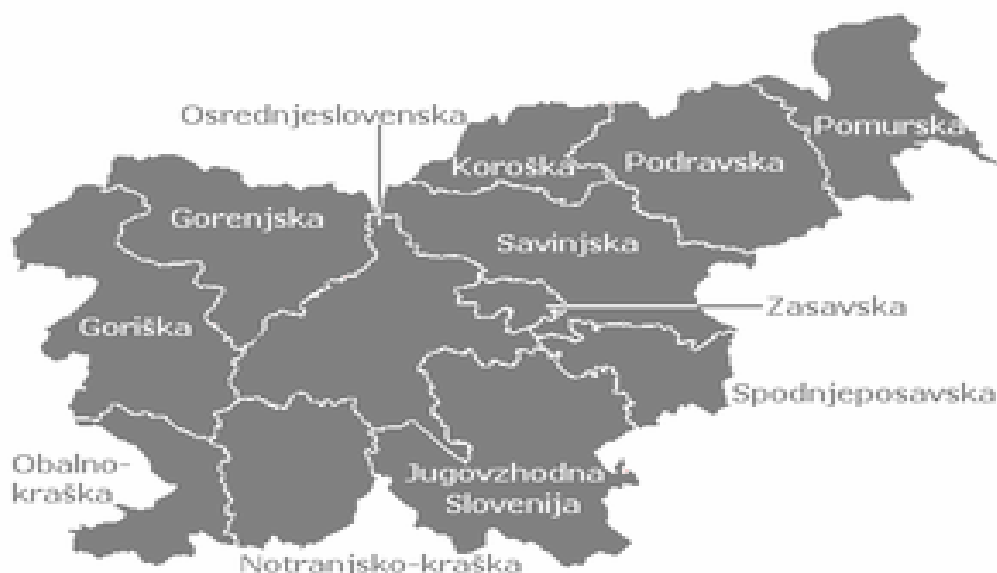 Osrednjeslovenska
Pomurska
Koroška
Podravska
Gorenjska
Savinjska
Zasavska
Goriška
Spodnjeposavska
Obalno-
kraška
Jugovzhodna
Slovenija
Notranjsko-kraška